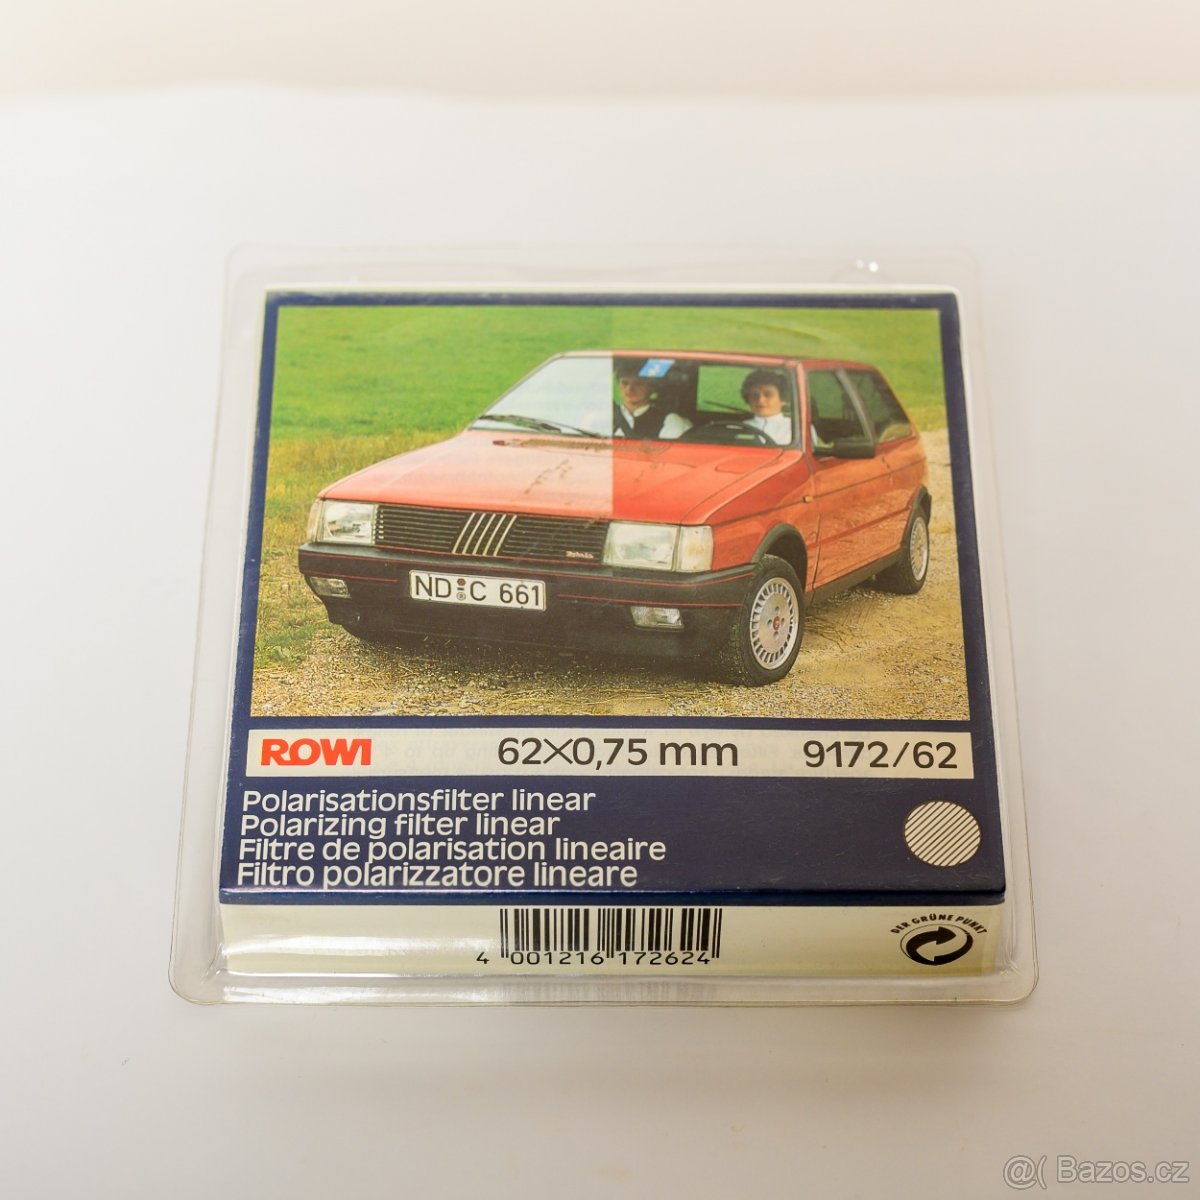 ND C 661
ROWI 62×0,75 mm 9172/62
Polarisationsfilter linear
Polarizing filter linear
Filtre de polarisation lineaire
Filtro polarizzatore lineare
DER GRÜNE PUNKT
4 001216 172624
@( Bazos.cz